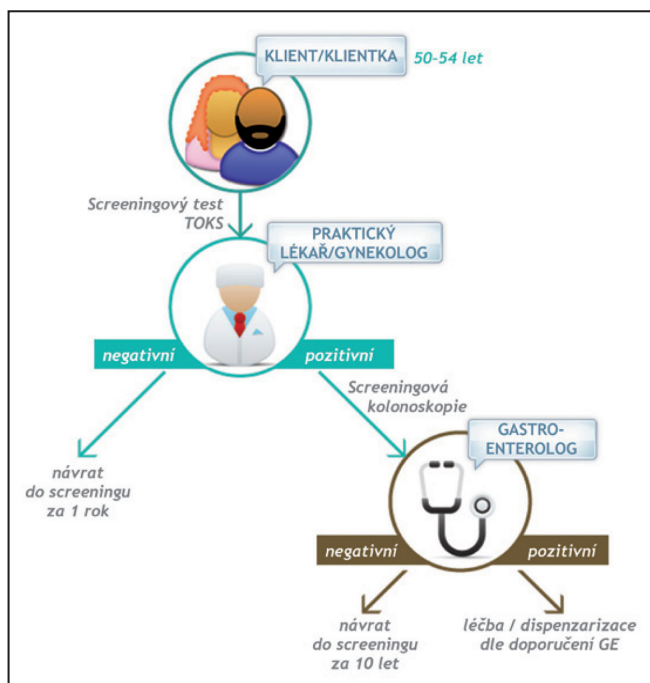 KLIENT/KLIENTKA
50-54 let
Screeningový test
TOKS
PRAKTICKÝ
LÉKAŘ/GYNEKOLOG
negativní
pozitivní
Screeningová
kolonoskopie
návrat
do screeningu
za 1 rok
GASTRO-
ENTEROLOG
negativní
pozitivní
návrat
do screeningu
za 10 let
léčba / dispenzarizace
dle doporučení GE